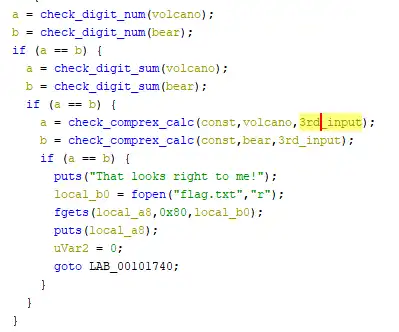 a = check_digit_num(volcano);
b = check_digit_num(bear);
if (a == b) {
a = check_digit_sum(volcano);
b = check_digit_sum(bear);
if (a == b) {
a = check_comprex_calc(const,volcano,3rd_input);
b = check_comprex_calc(const,bear,3rd_input);
if (a == b) {
puts("That looks right to me!");
local_b0 = fopen("flag.txt","r");
fgets(local_a8,0x80,local_b0);
puts(local_a8);
uVar2 = 0;
goto LAB_00101740;
}
}
}